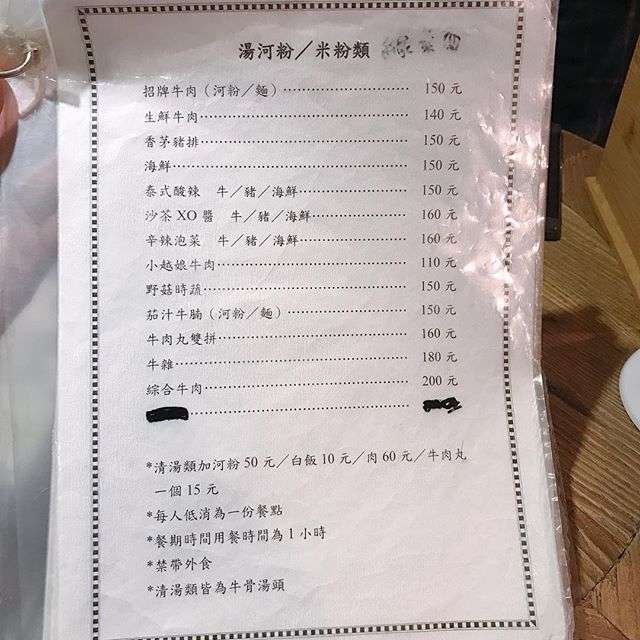 湯河粉／米粉類
招牌牛肉（河粉／麵）………………………150 元
生鮮牛肉………………………140 元
香茅豬排………………………150 元
海鮮………………………150 元
泰式酸辣　牛／豬／海鮮………………………150 元
沙茶 XO 醬　牛／豬／海鮮………………………160 元
辛辣泡菜　牛／豬／海鮮………………………160 元
小越娘牛肉………………………110 元
野菇時蔬………………………150 元
茄汁牛腩（河粉／麵）………………………150 元
牛肉丸雙拼………………………160 元
牛雜………………………180 元
綜合牛肉………………………200 元
*清湯類加河粉 50 元／白飯 10 元／肉 60 元／牛肉丸
一個 15 元
*每人低消為一份餐點
*餐期時間用餐時間為 1 小時
*禁帶外食
*清湯類皆為牛骨湯頭